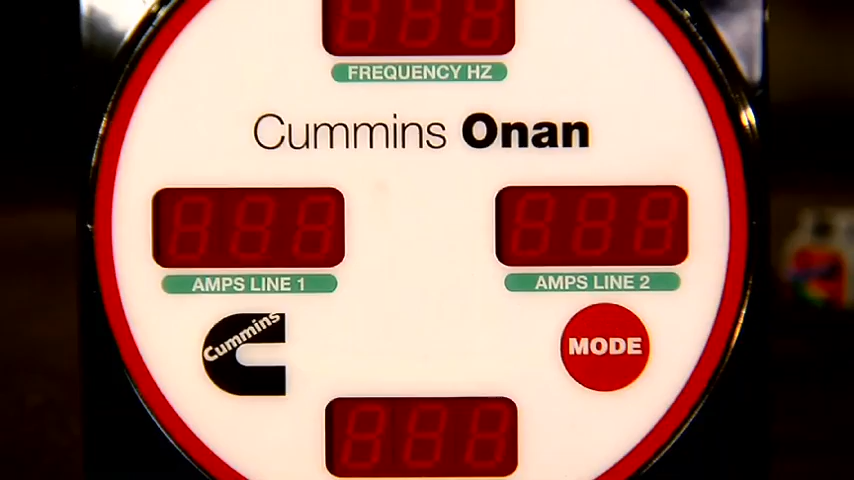 FREQUENCY HZ
Cummins Onan
AMPS LINE 1
AMPS LINE 2
Cummins
MODE